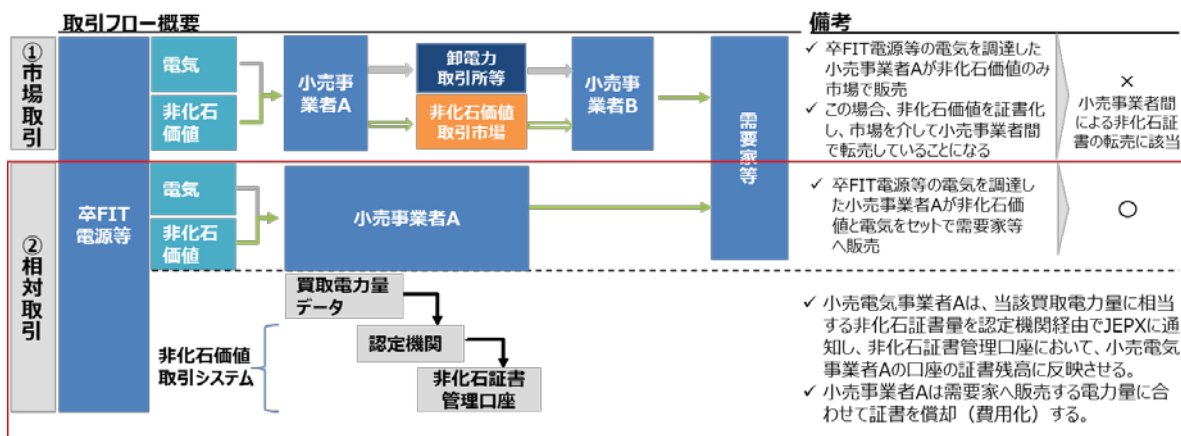 取引フロー概要
備考
①市場取引
電気
非化石
価値
小売事
業者A
卸電力
取引所等
非化石価値
取引市場
小売事
業者B
需要家等
✓ 卒FIT電源等の電気を調達した
小売事業者Aが非化石価値のみ
市場で販売
✓ この場合、非化石価値を証書化
し、市場を介して小売事業者間
で転売していることになる
×
小売事業者間
による非化石証
書の転売に該当
②相対取引
卒FIT
電源等
電気
非化石
価値
小売事業者A
✓ 卒FIT電源等の電気を調達し
た小売事業者Aが非化石価
値と電気をセットで需要家等
へ販売
○
買取電力量
データ
認定機関
非化石証書
管理口座
非化石価値
取引システム
✓ 小売電気事業者Aは、当該買取電力量に相当
する非化石証書量を認定機関経由でJEPXに通
知し、非化石証書管理口座において、小売電気
事業者Aの口座の証書残高に反映させる。
✓ 小売事業者Aは需要家へ販売する電力量に合
わせて証書を償却（費用化）する。